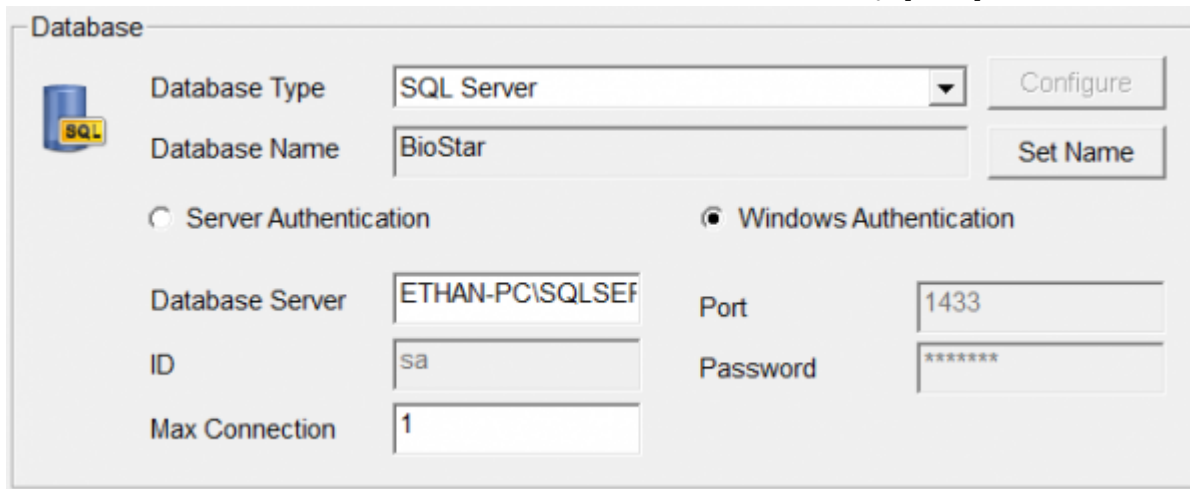 Database
Database Type SQL Server Configure
SQL
Database Name BioStar Set Name
Server Authentication Windows Authentication
Database Server ETHAN-PC\SQLSER Port 1433
ID sa Password *******
Max Connection 1